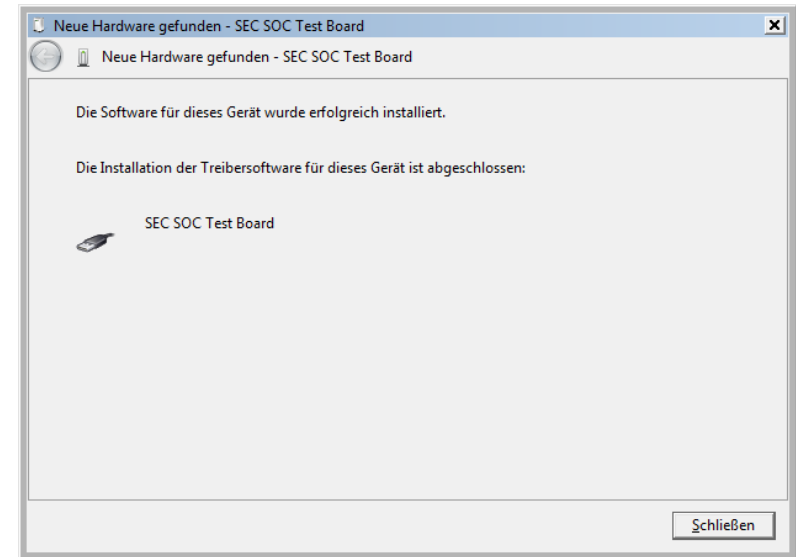 Neue Hardware gefunden - SEC SOC Test Board
Neue Hardware gefunden - SEC SOC Test Board
Die Software für dieses Gerät wurde erfolgreich installiert.
Die Installation der Treibersoftware für dieses Gerät ist abgeschlossen:
SEC SOC Test Board
Schließen